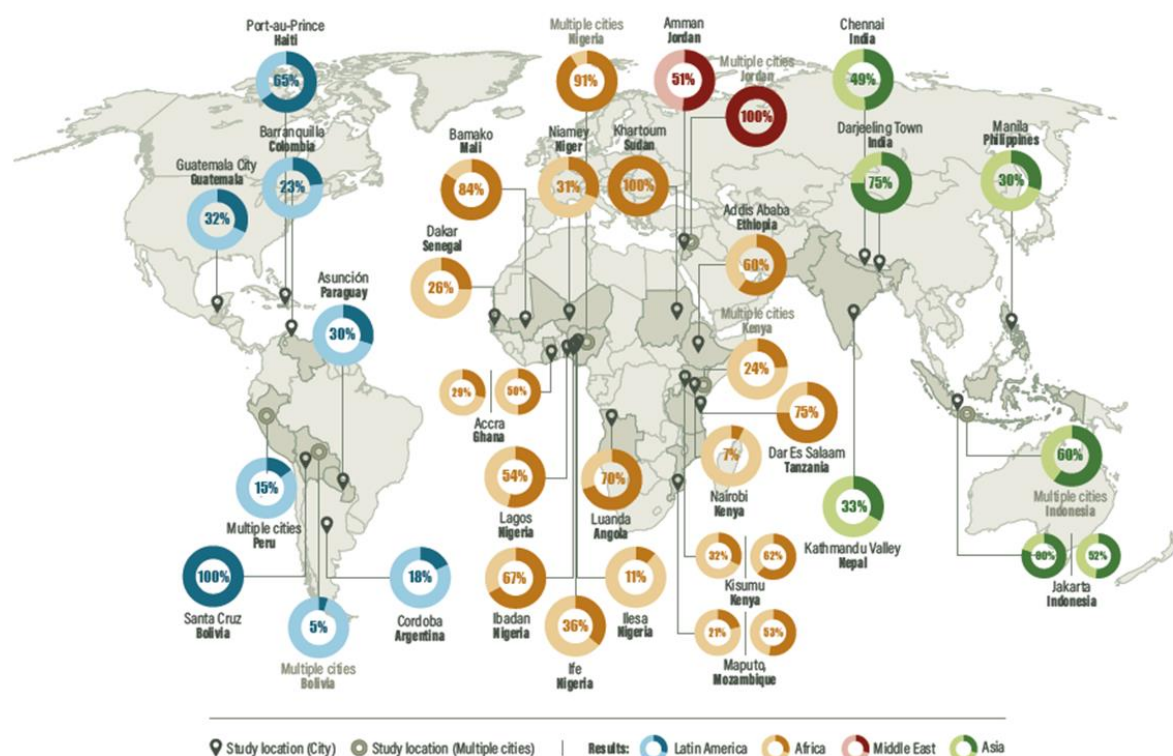 Port-au-Prince
Haiti
65%
Multiple cities
Nigeria
91%
Amman
Jordan
51%
Multiple cities
Jordan
100%
Chennai
India
49%
Barranquilla
Colombia
23%
Guatemala City
Guatemala
32%
Bamako
Mali
84%
Niamey
Niger
31%
Khartoum
Sudan
100%
Darjeeling Town
India
75%
Manila
Philippines
30%
Dakar
Senegal
26%
Addis Ababa
Ethiopia
60%
Asunción
Paraguay
30%
Multiple cities
Kenya
24%
29%
50%
Accra
Ghana
75%
Dar Es Salaam
Tanzania
54%
Lagos
Nigeria
70%
Luanda
Angola
7%
Nairobi
Kenya
15%
Multiple cities
Peru
33%
Kathmandu Valley
Nepal
60%
Multiple cities
Indonesia
100%
Santa Cruz
Bolivia
5%
Multiple cities
Bolivia
18%
Cordoba
Argentina
67%
Ibadan
Nigeria
36%
Ife
Nigeria
11%
Ilesa
Nigeria
32%
62%
Kisumu
Kenya
21%
53%
Maputo,
Mozambique
52%
Jakarta
Indonesia
Study location (City)
Study location (Multiple cities)
Results:
Latin America
Africa
Middle East
Asia